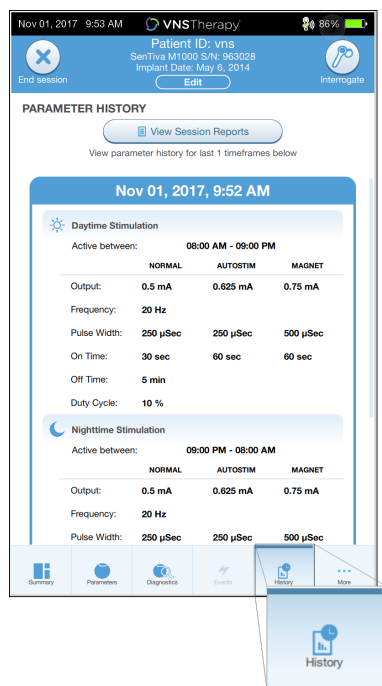 Nov 01, 2017 9:53 AM VNSTherapy® 86%
Patient ID: vns
SenTiva M1000 S/N: 963028
Implant Date: May 6, 2014
End session Edit Interrogate
PARAMETER HISTORY
View Session Reports
View parameter history for last 1 timeframes below
Nov 01, 2017, 9:52 AM
Daytime Stimulation
Active between: 08:00 AM - 09:00 PM
NORMAL AUTOSTIM MAGNET
Output: 0.5 mA 0.625 mA 0.75 mA
Frequency: 20 Hz
Pulse Width: 250 µSec 250 µSec 500 µSec
On Time: 30 sec 60 sec 60 sec
Off Time: 5 min
Duty Cycle: 10 %
Nighttime Stimulation
Active between: 09:00 PM - 08:00 AM
NORMAL AUTOSTIM MAGNET
Output: 0.5 mA 0.625 mA 0.75 mA
Frequency: 20 Hz
Pulse Width: 250 µSec 250 µSec 500 µSec
Summary Parameters Diagnostics Events History More
History